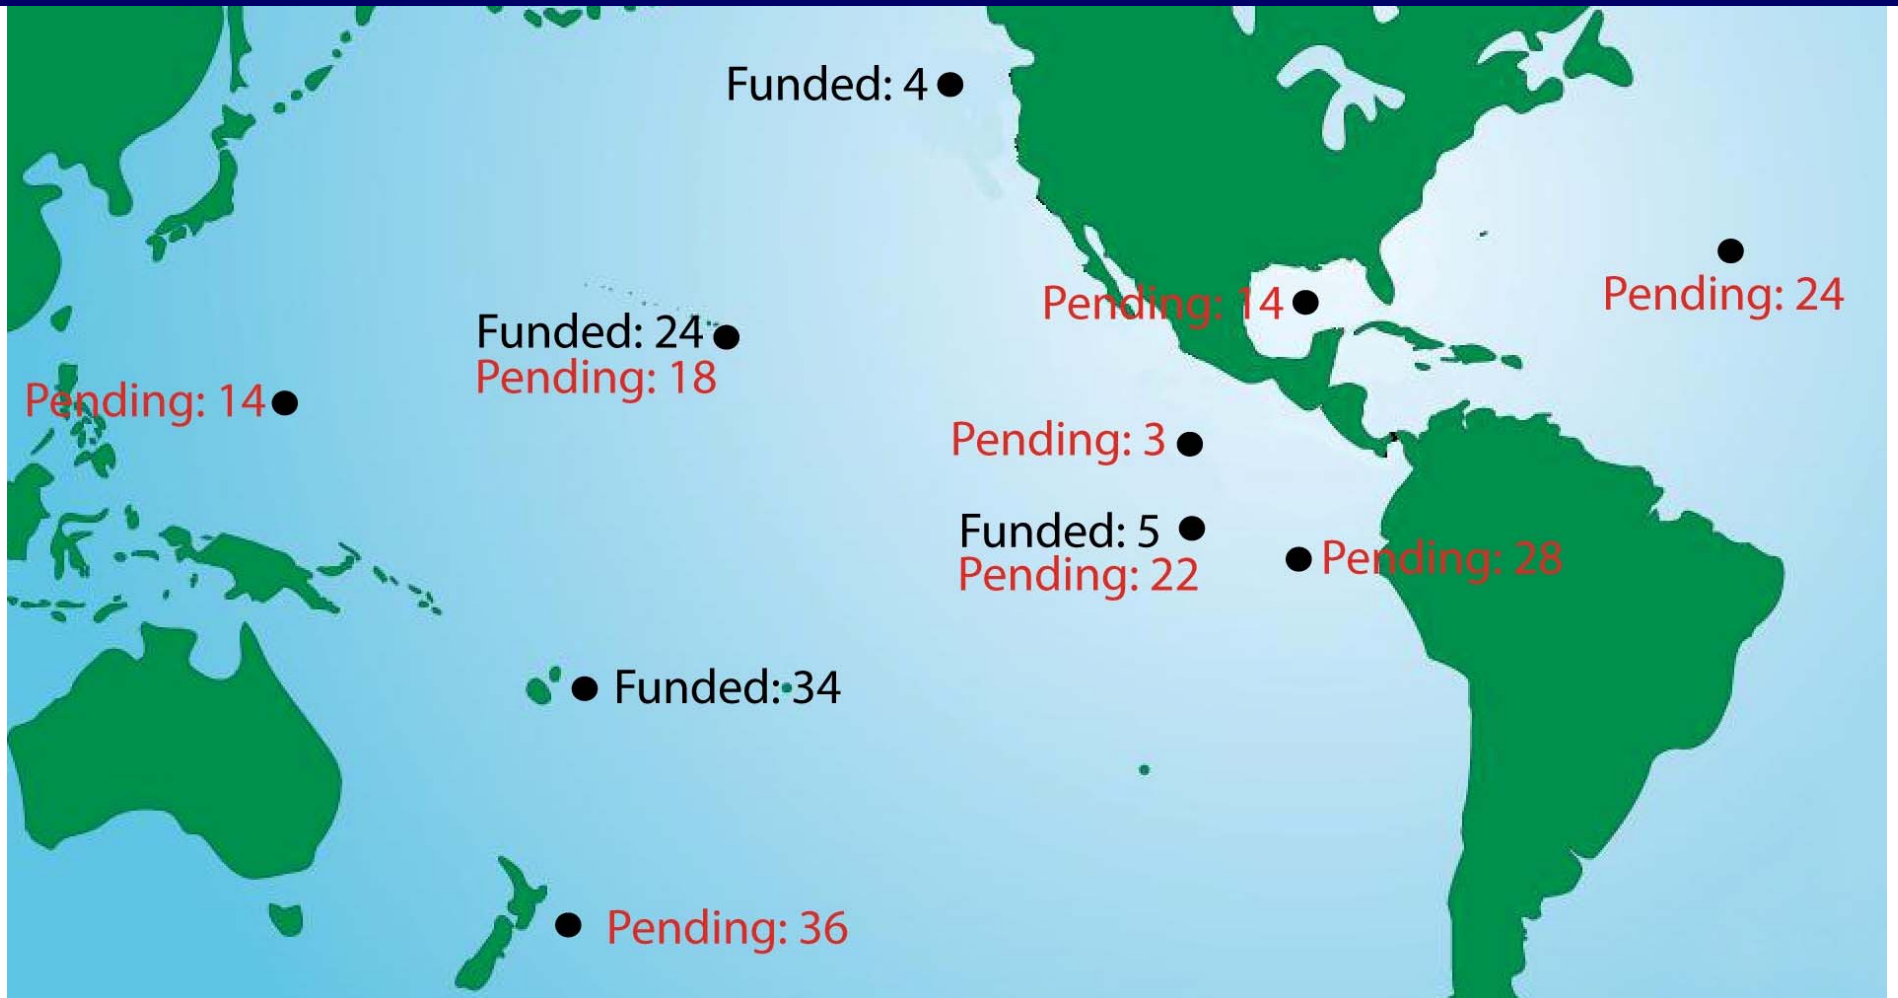 Funded: 4
Pending: 24
Pending: 14
Funded: 24
Pending: 18
Pending: 14
Pending: 3
Funded: 5
Pending: 22
Pending: 28
Funded: 34
Pending: 36